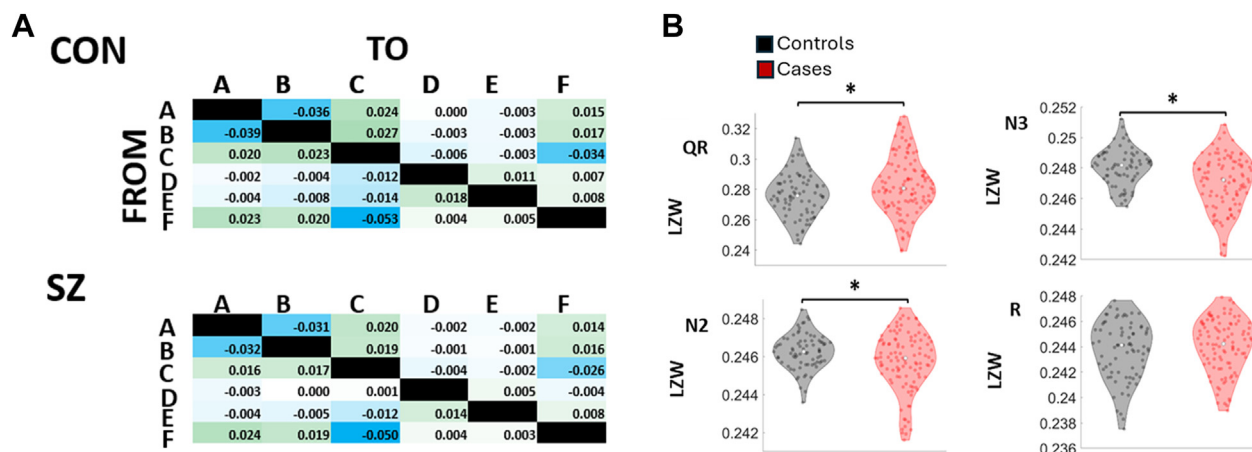 A
CON
TO
A B C D E F
FROM
A -0.036 0.024 0.000 -0.003 0.015
B -0.039 0.027 -0.003 -0.003 0.017
C 0.020 0.023 -0.006 -0.003 -0.034
D -0.002 -0.004 -0.012 0.011 0.007
E -0.004 -0.008 -0.014 0.018 0.008
F 0.023 0.020 -0.053 0.004 0.005
SZ
A B C D E F
A -0.031 0.020 -0.002 -0.002 0.014
B -0.032 0.019 -0.001 -0.001 0.016
C 0.016 0.017 -0.004 -0.002 -0.026
D -0.003 0.000 0.001 0.005 -0.004
E -0.004 -0.005 -0.012 0.014 0.008
F 0.024 0.019 -0.050 0.004 0.003
B
Controls
Cases
*
QR
LZW
0.32
0.3
0.28
0.26
0.24
*
N3
LZW
0.252
0.25
0.248
0.246
0.244
0.242
*
N2
LZW
0.248
0.246
0.244
0.242
R
LZW
0.248
0.246
0.244
0.242
0.24
0.238
0.236